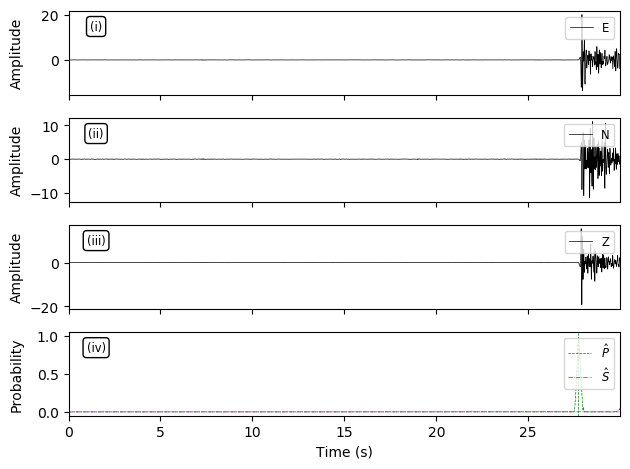 20
(i)
E
0
Amplitude
10
(ii)
N
0
−10
Amplitude
(iii)
Z
0
−20
Amplitude
1.0
(iv)
P̂
0.5
Ŝ
0.0
Probability
0 5 10 15 20 25
Time (s)